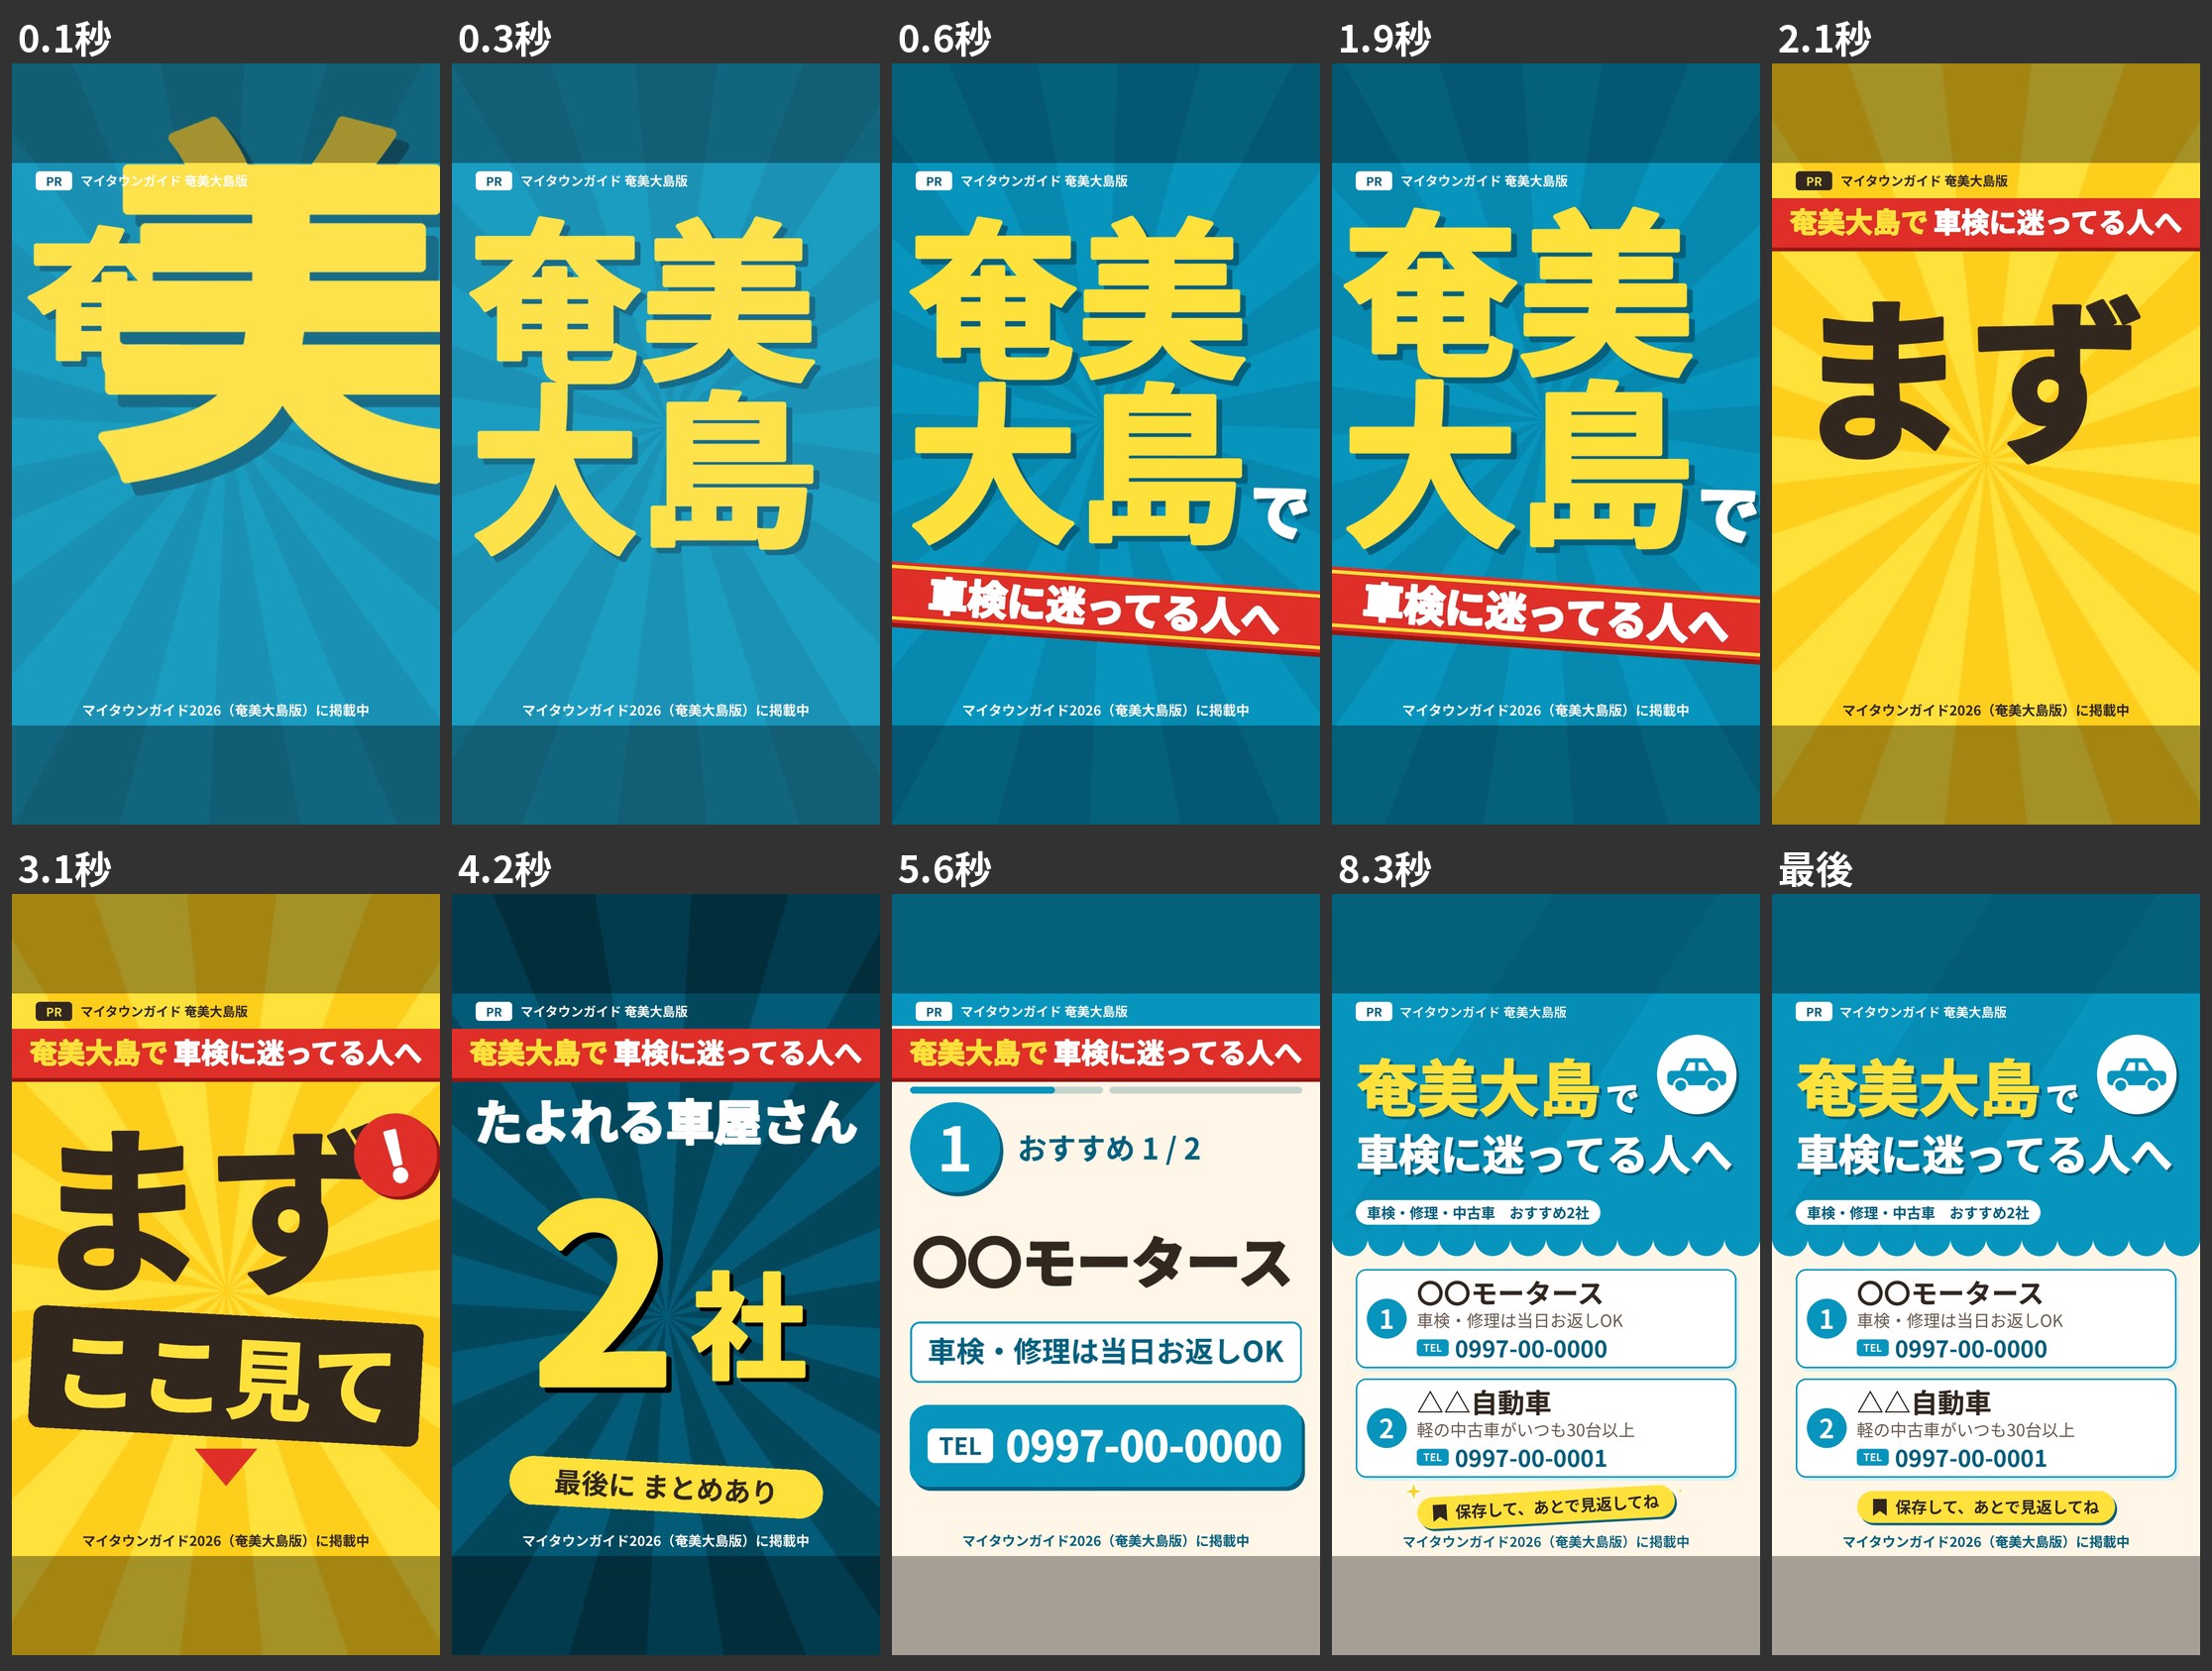 0.1秒
PR マイタウンガイド 奄美大島版
奄美
0.3秒
PR マイタウンガイド 奄美大島版
奄美
大島
マイタウンガイド2026（奄美大島版）に掲載中
0.6秒
PR マイタウンガイド 奄美大島版
奄美
大島で
車検に迷ってる人へ
マイタウンガイド2026（奄美大島版）に掲載中
1.9秒
PR マイタウンガイド 奄美大島版
奄美
大島で
車検に迷ってる人へ
マイタウンガイド2026（奄美大島版）に掲載中
2.1秒
PR マイタウンガイド 奄美大島版
奄美大島で 車検に迷ってる人へ
まず
マイタウンガイド2026（奄美大島版）に掲載中
マイタウンガイド2026（奄美大島版）に掲載中
3.1秒
PR マイタウンガイド 奄美大島版
奄美大島で 車検に迷ってる人へ
まず!
ここ見て
マイタウンガイド2026（奄美大島版）に掲載中
4.2秒
PR マイタウンガイド 奄美大島版
奄美大島で 車検に迷ってる人へ
たよれる車屋さん
2社
最後に まとめあり
マイタウンガイド2026（奄美大島版）に掲載中
5.6秒
PR マイタウンガイド 奄美大島版
奄美大島で 車検に迷ってる人へ
1 おすすめ 1 / 2
〇〇モータース
車検・修理は当日お返しOK
TEL 0997-00-0000
マイタウンガイド2026（奄美大島版）に掲載中
8.3秒
PR マイタウンガイド 奄美大島版
奄美大島で
車検に迷ってる人へ
車検・修理・中古車　おすすめ2社
〇〇モータース
1 車検・修理は当日お返しOK
TEL 0997-00-0000
△△自動車
2 軽の中古車がいつも30台以上
TEL 0997-00-0001
保存して、あとで見返してね
マイタウンガイド2026（奄美大島版）に掲載中
最後
PR マイタウンガイド 奄美大島版
奄美大島で
車検に迷ってる人へ
車検・修理・中古車　おすすめ2社
〇〇モータース
1 車検・修理は当日お返しOK
TEL 0997-00-0000
△△自動車
2 軽の中古車がいつも30台以上
TEL 0997-00-0001
保存して、あとで見返してね
マイタウンガイド2026（奄美大島版）に掲載中